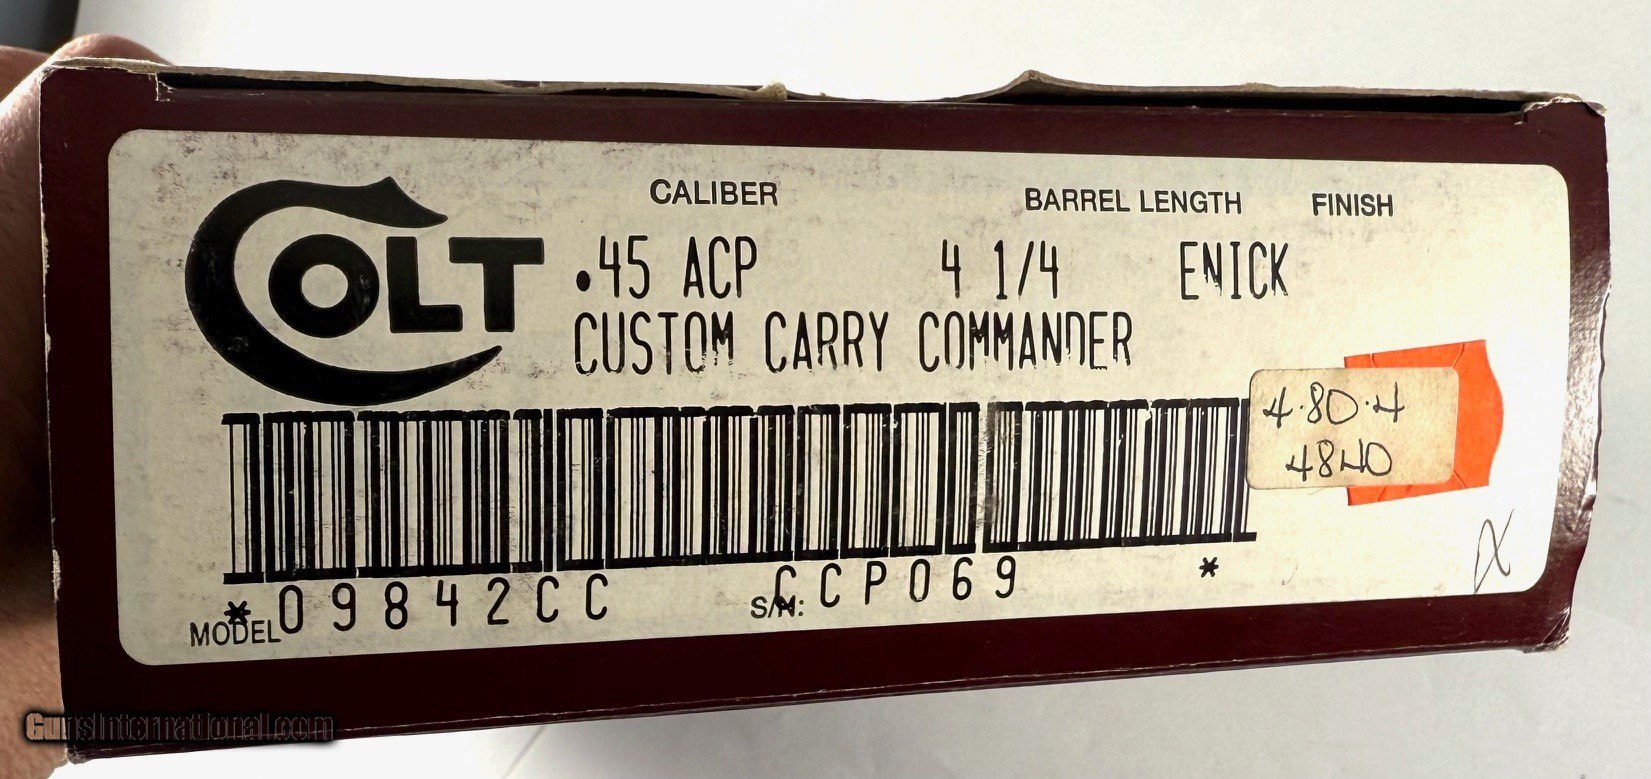 COLT
CALIBER BARREL LENGTH FINISH
.45 ACP 4 1/4 ENICK
CUSTOM CARRY COMMANDER
4.80.4
4840
MODEL *09842CC S/N: CCP069 *
GunsInternational.com